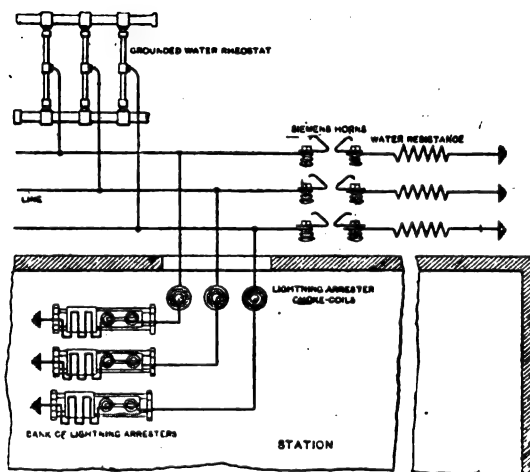 GROUNDED WATER RHEOSTAT
SIEMENS HORNS
WATER RESISTANCE
LINE
LIGHTNING ARRESTER
CHOKE-COILS
BANK OF LIGHTNING ARRESTERS
STATION